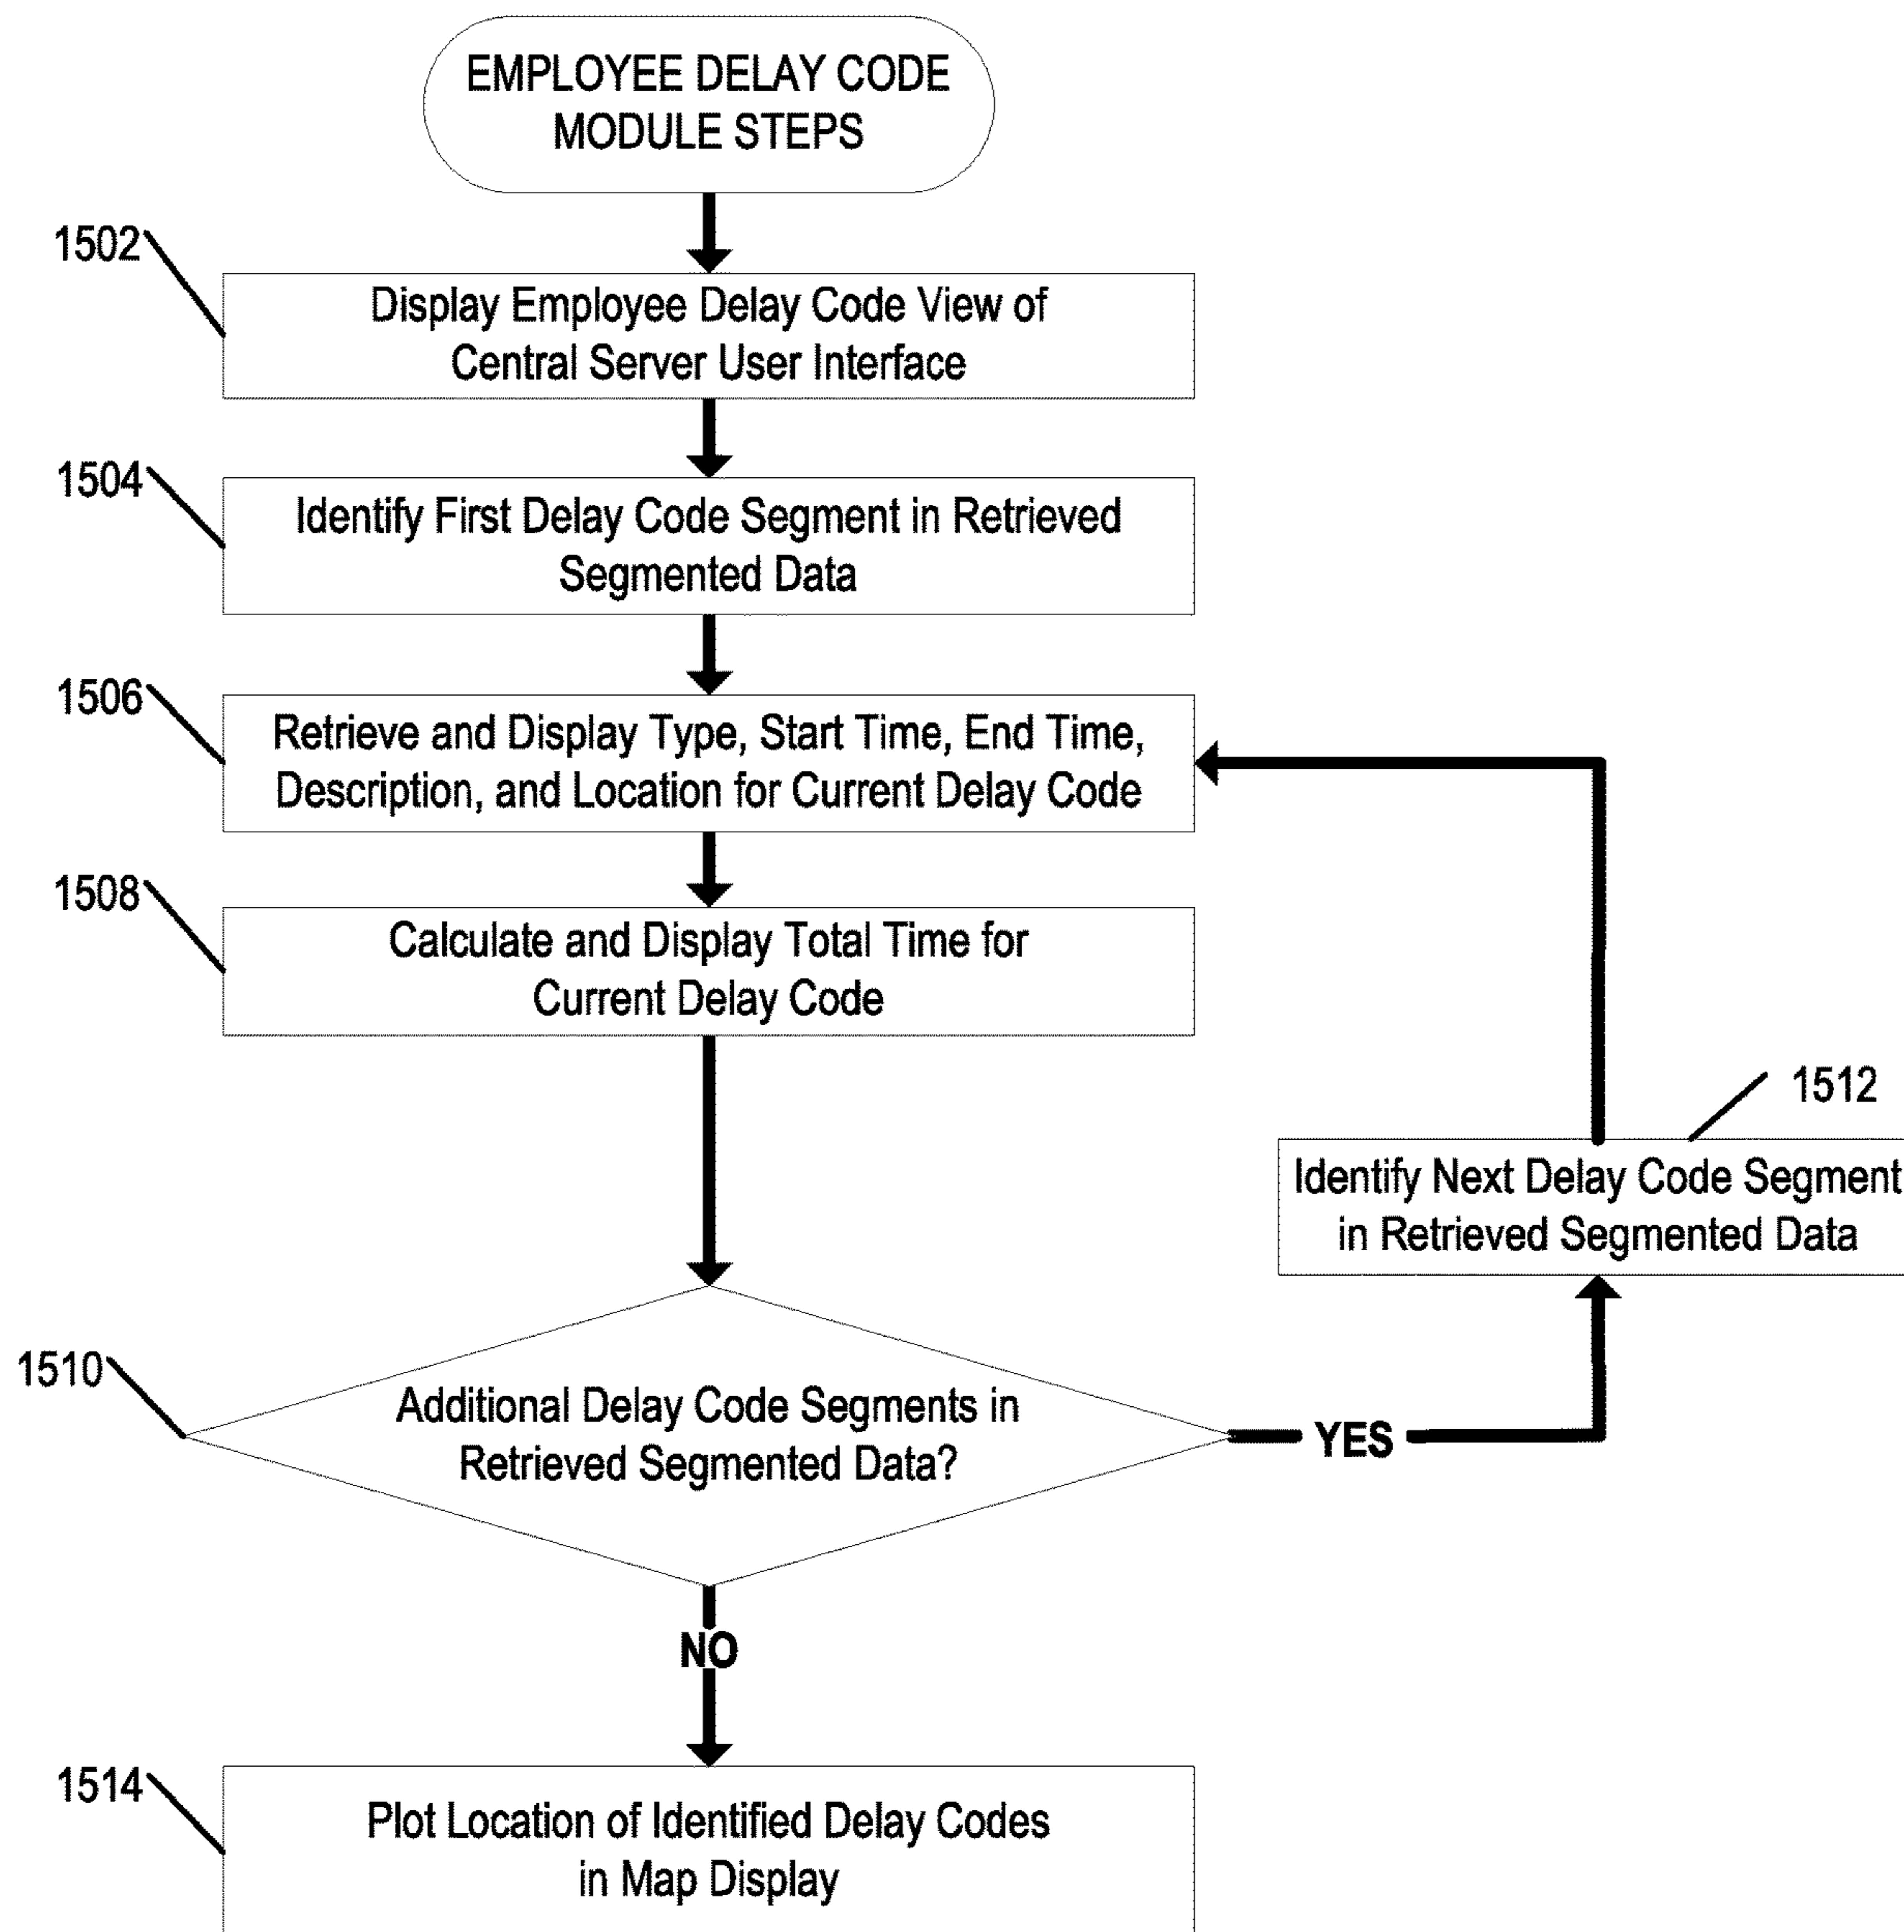 EMPLOYEE DELAY CODE
MODULE STEPS
1502
Display Employee Delay Code View of
Central Server User Interface
1504
Identify First Delay Code Segment in Retrieved
Segmented Data
1506
Retrieve and Display Type, Start Time, End Time,
Description, and Location for Current Delay Code
1508
Calculate and Display Total Time for
Current Delay Code
1512
Identify Next Delay Code Segment
in Retrieved Segmented Data
1510
Additional Delay Code Segments in
Retrieved Segmented Data?
YES
NO
1514
Plot Location of Identified Delay Codes
in Map Display